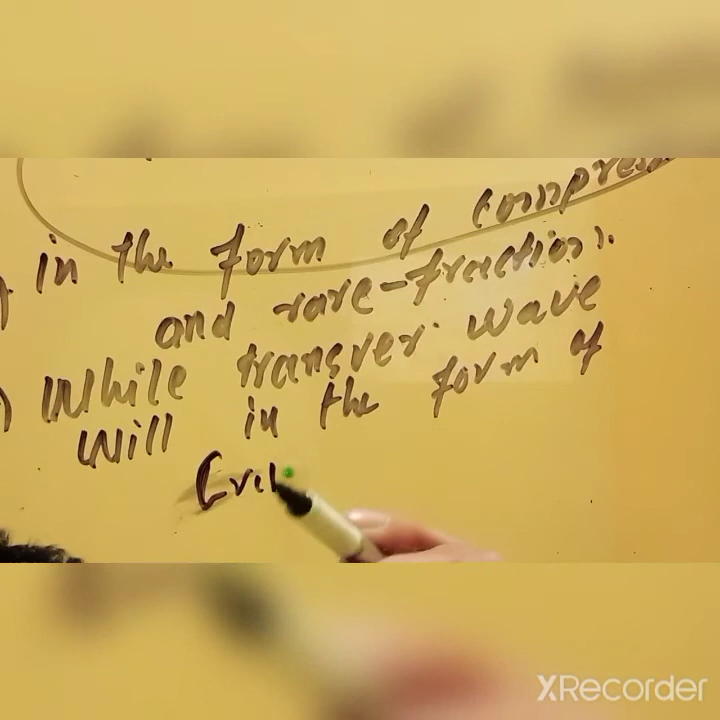 in the form of compres
and rare-fraction).
While transver wave
will in the form of
Cre
XRecorder